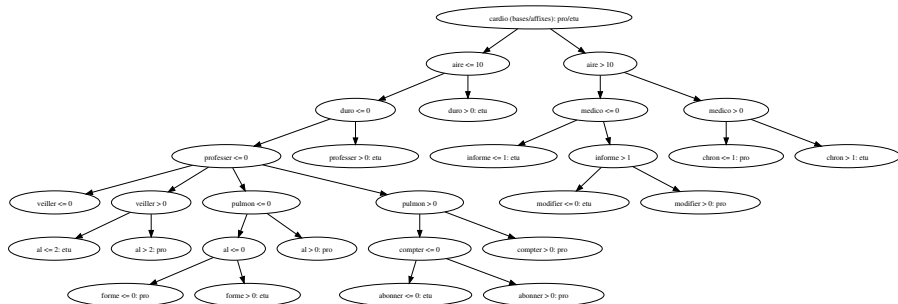 cardio (bases/affixes): pro/etu
aire <= 10
aire > 10
duro <= 0
duro > 0: etu
medico <= 0
medico > 0
professer <= 0
professer > 0: etu
informe <= 1: etu
informe > 1
chron <= 1: pro
chron > 1: etu
veiller <= 0
veiller > 0
pulmon <= 0
pulmon > 0
modifier <= 0: etu
modifier > 0: pro
al <= 2: etu
al > 2: pro
al <= 0
al > 0: pro
compter <= 0
compter > 0: pro
forme <= 0: pro
forme > 0: etu
abonner <= 0: etu
abonner > 0: pro